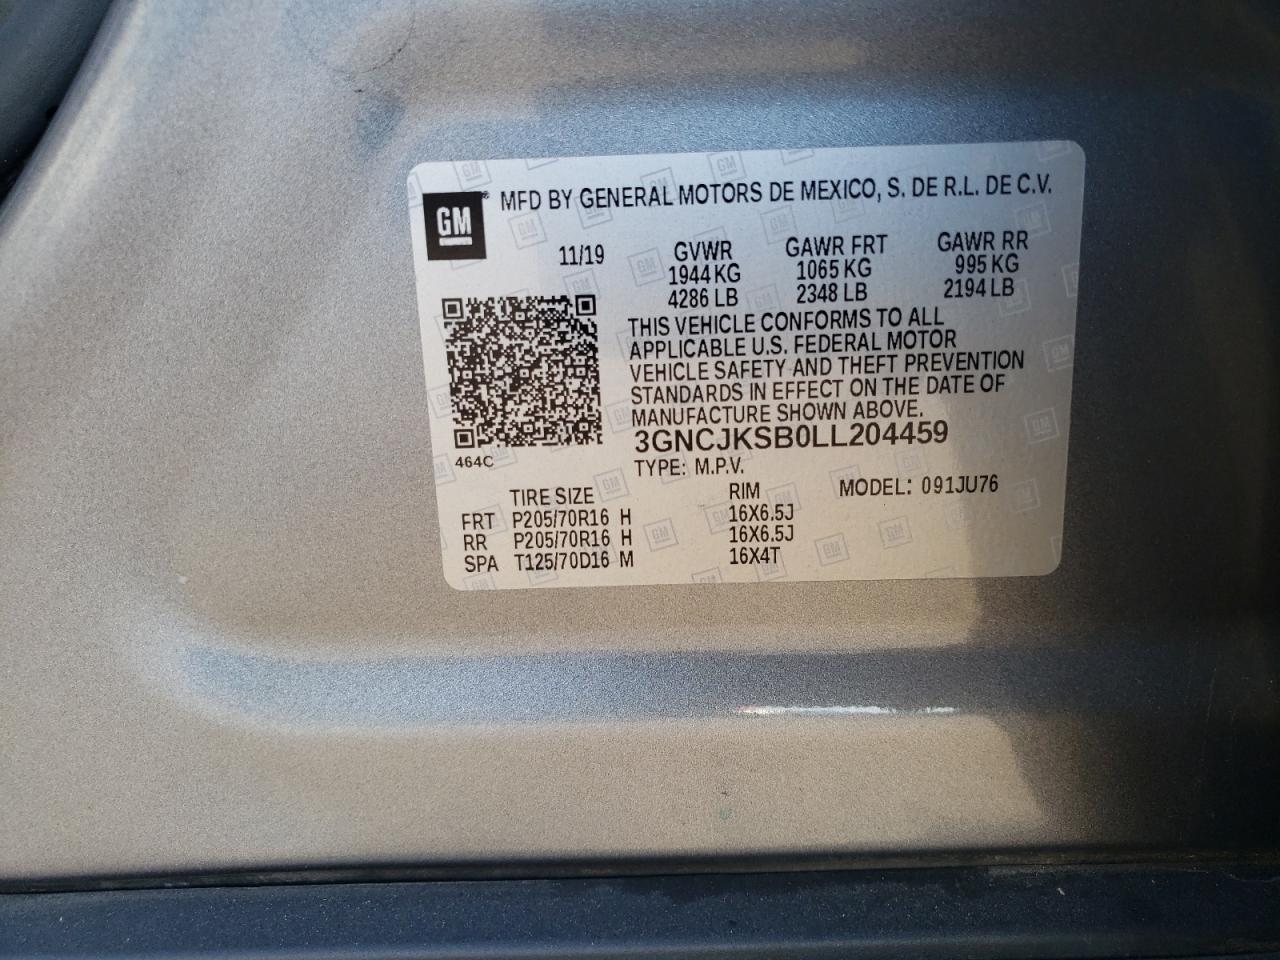 GM ® MFD BY GENERAL MOTORS DE MEXICO, S. DE R.L. DE C.V.
11/19 GVWR GAWR FRT GAWR RR
1944 KG 1065 KG 995 KG
4286 LB 2348 LB 2194 LB
THIS VEHICLE CONFORMS TO ALL
APPLICABLE U.S. FEDERAL MOTOR
VEHICLE SAFETY AND THEFT PREVENTION
STANDARDS IN EFFECT ON THE DATE OF
MANUFACTURE SHOWN ABOVE.
3GNCJKSB0LL204459
464C TYPE: M.P.V.
TIRE SIZE RIM MODEL: 091JU76
FRT P205/70R16 H 16X6.5J
RR P205/70R16 H 16X6.5J
SPA T125/70D16 M 16X4T